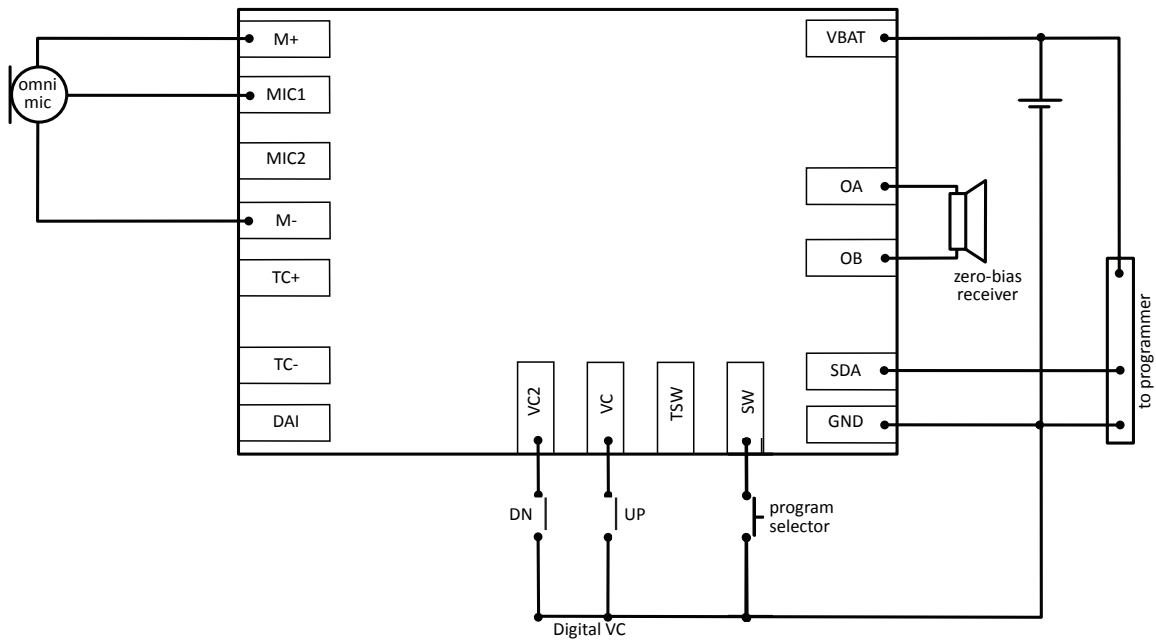 omni
mic
M+
MIC1
MIC2
M-
TC+
TC-
DAI
VC2
VC
TSW
SW
VBAT
OA
OB
SDA
GND
zero-bias
receiver
to programmer
DN
UP
program
selector
Digital VC